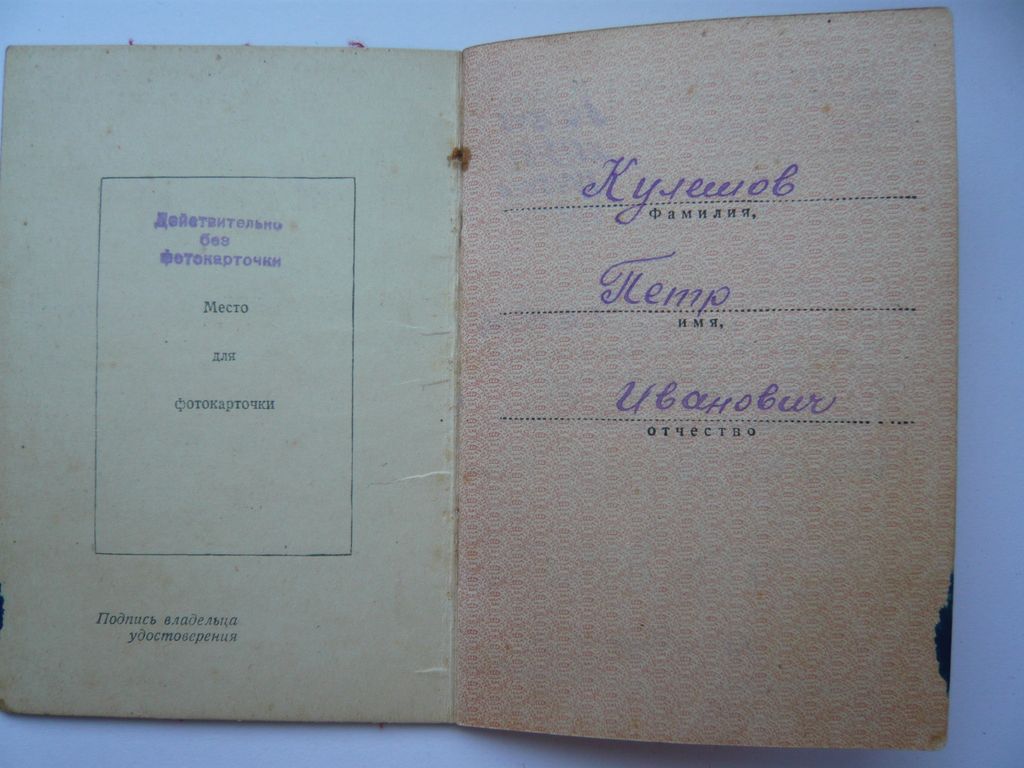 Действительно
без
фотокарточки
Место
для
фотокарточки
Подпись владельца
удостоверения
Кулешов
Фамилия,
Петр
имя,
Иванович
отчество